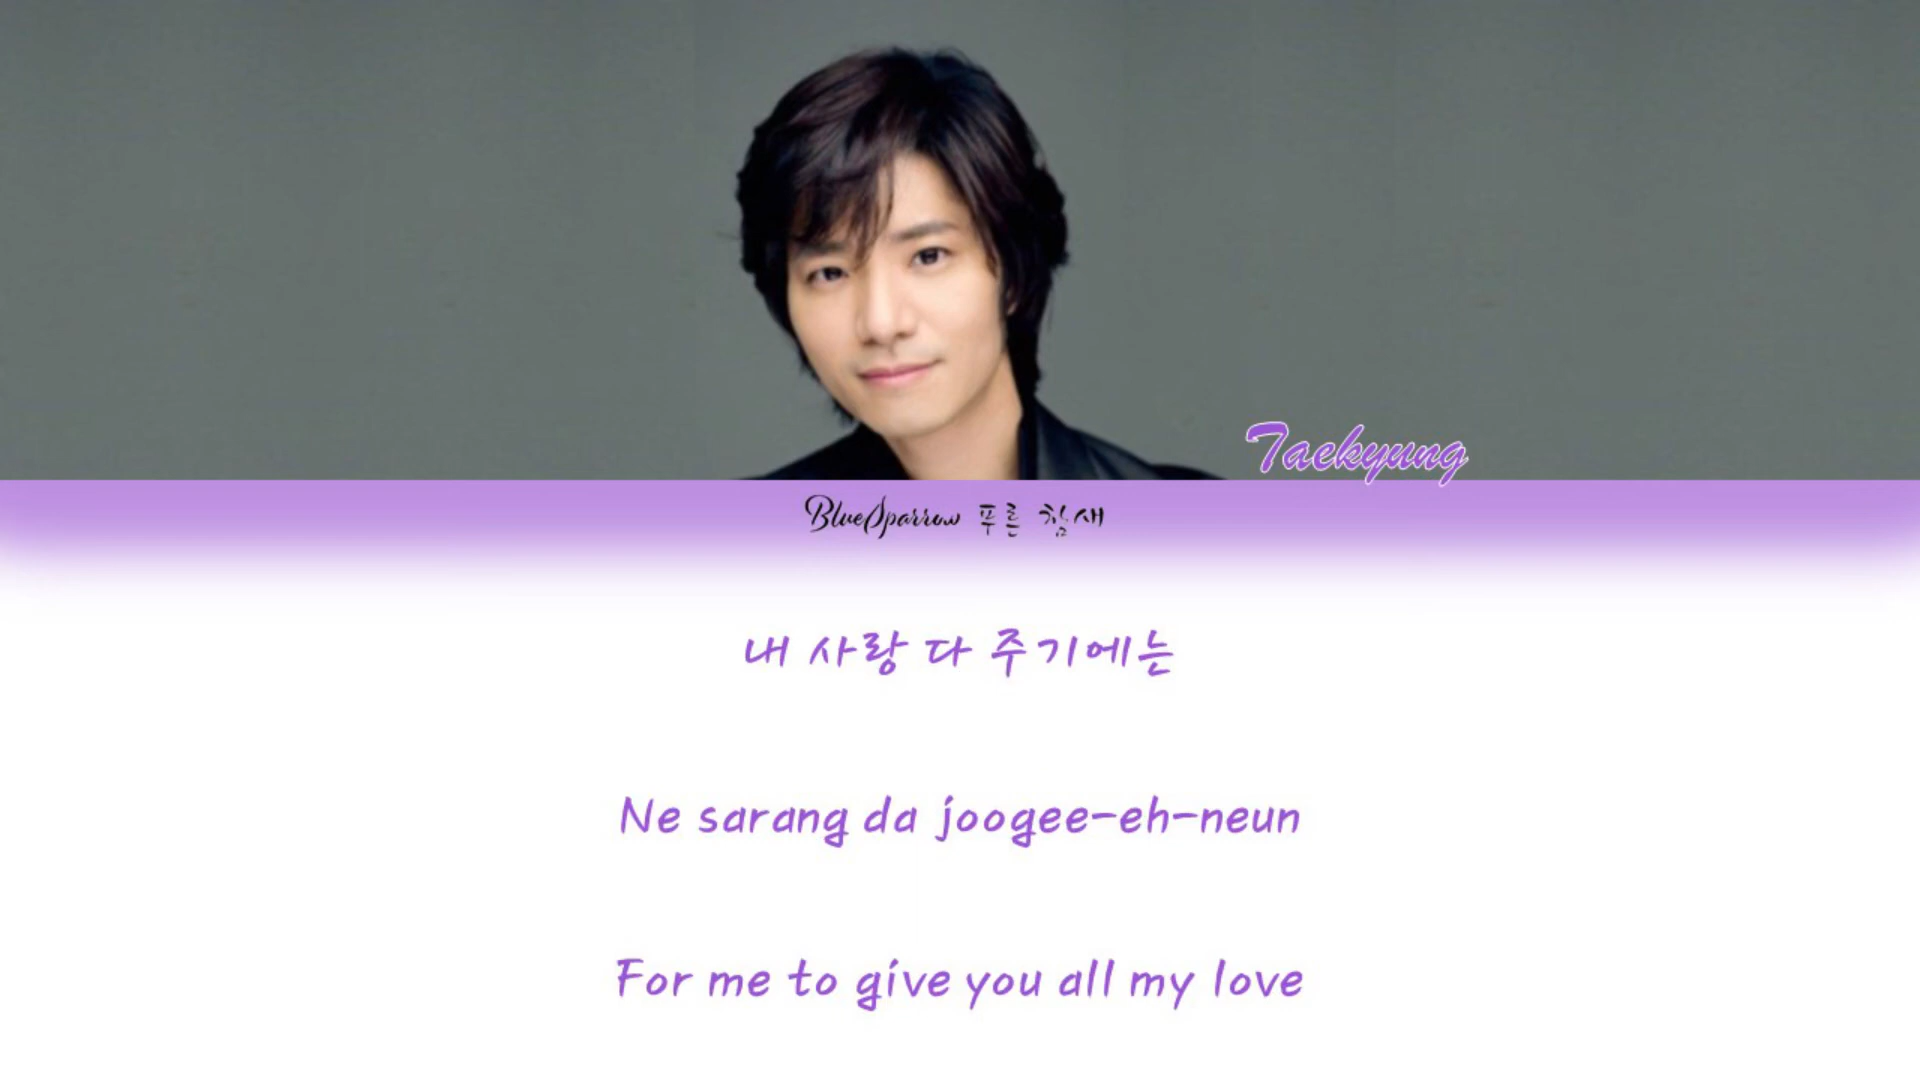 Taekyung
BlueSparrow 푸른 참새
내 사랑 다 주기에는
Ne sarang da joogee-eh-neun
For me to give you all my love